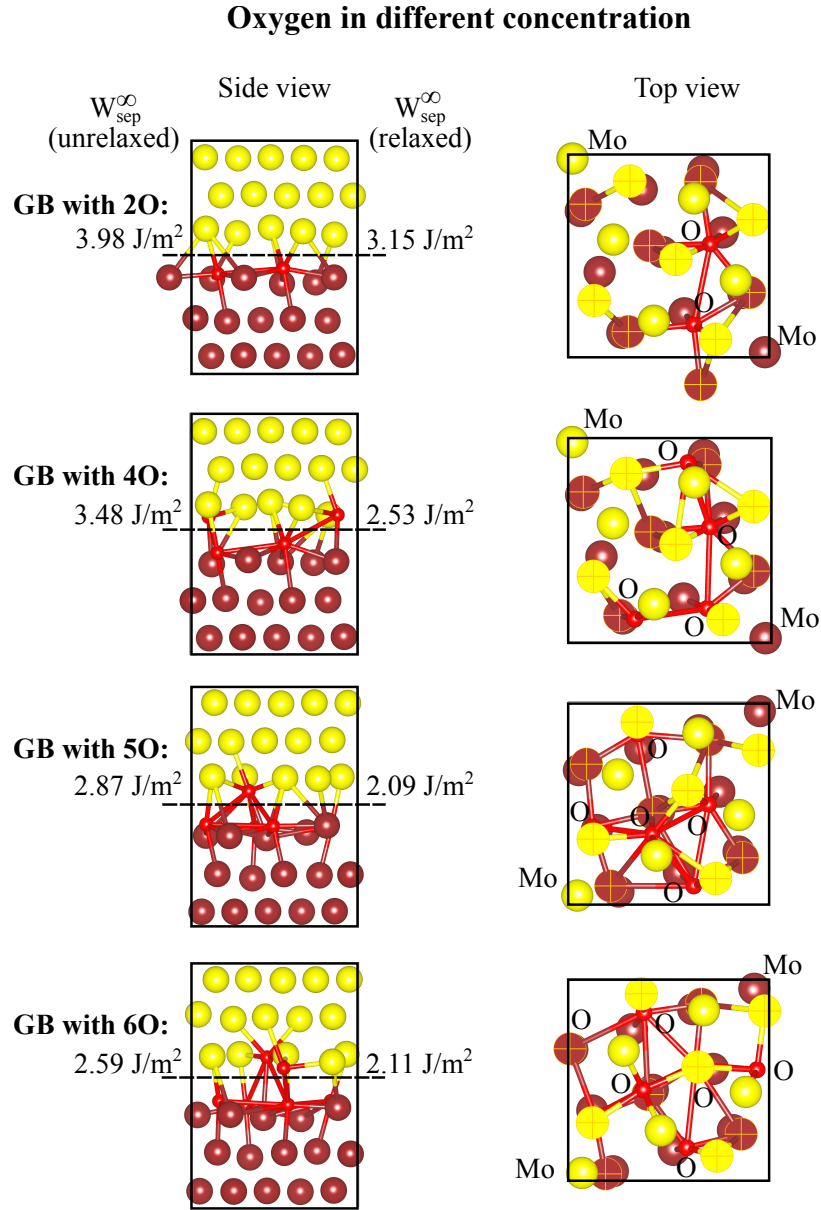 Oxygen in different concentration
W∞sep
(unrelaxed)
Side view
W∞sep
(relaxed)
Top view
GB with 2O:
3.98 J/m²
3.15 J/m²
Mo
O
O
Mo
GB with 4O:
3.48 J/m²
2.53 J/m²
Mo
O
O
O
O
Mo
GB with 5O:
2.87 J/m²
2.09 J/m²
Mo
O
O
O
O
O
Mo
GB with 6O:
2.59 J/m²
2.11 J/m²
Mo
O
O
O
O
O
O
Mo